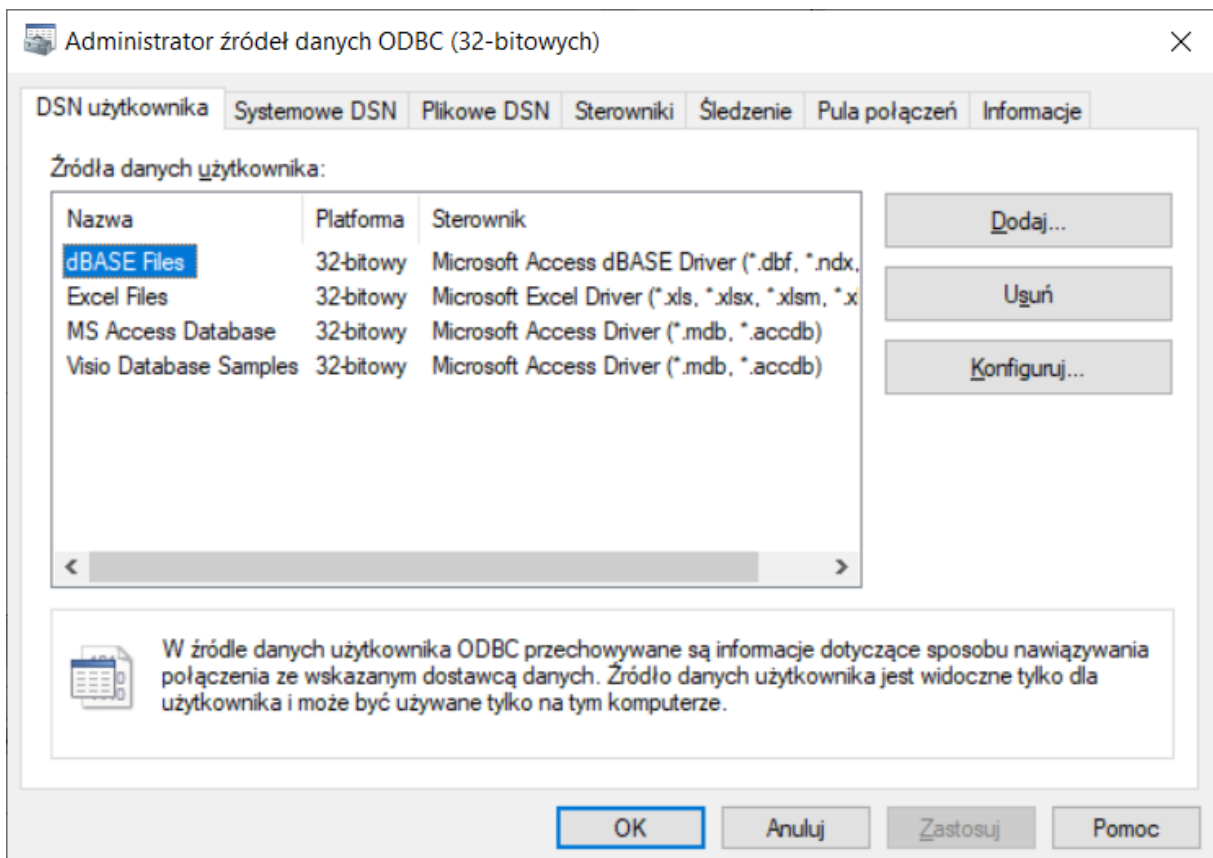 Administrator źródeł danych ODBC (32-bitowych)
DSN użytkownika Systemowe DSN Plikowe DSN Sterowniki Śledzenie Pula połączeń Informacje
Źródła danych użytkownika:
Nazwa Platforma Sterownik
dBASE Files 32-bitowy Microsoft Access dBASE Driver (*.dbf, *.ndx,
Excel Files 32-bitowy Microsoft Excel Driver (*.xls, *.xlsx, *.xlsm, *.xl
MS Access Database 32-bitowy Microsoft Access Driver (*.mdb, *.accdb)
Visio Database Samples 32-bitowy Microsoft Access Driver (*.mdb, *.accdb)
Dodaj...
Usuń
Konfiguruj...
W źródle danych użytkownika ODBC przechowywane są informacje dotyczące sposobu nawiązywania
połączenia ze wskazanym dostawcą danych. Źródło danych użytkownika jest widoczne tylko dla
użytkownika i może być używane tylko na tym komputerze.
OK Anuluj Zastosuj Pomoc